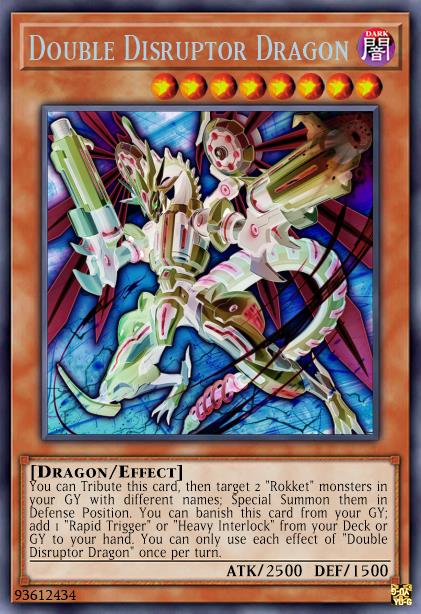 DOUBLE DISRUPTOR DRAGON
DARK
闇
[DRAGON/EFFECT]
You can Tribute this card, then target 2 "Rokket" monsters in
your GY with different names; Special Summon them in
Defense Position. You can banish this card from your GY;
add 1 "Rapid Trigger" or "Heavy Interlock" from your Deck or
GY to your hand. You can only use each effect of "Double
Disruptor Dragon" once per turn.
ATK/2500 DEF/1500
93612434